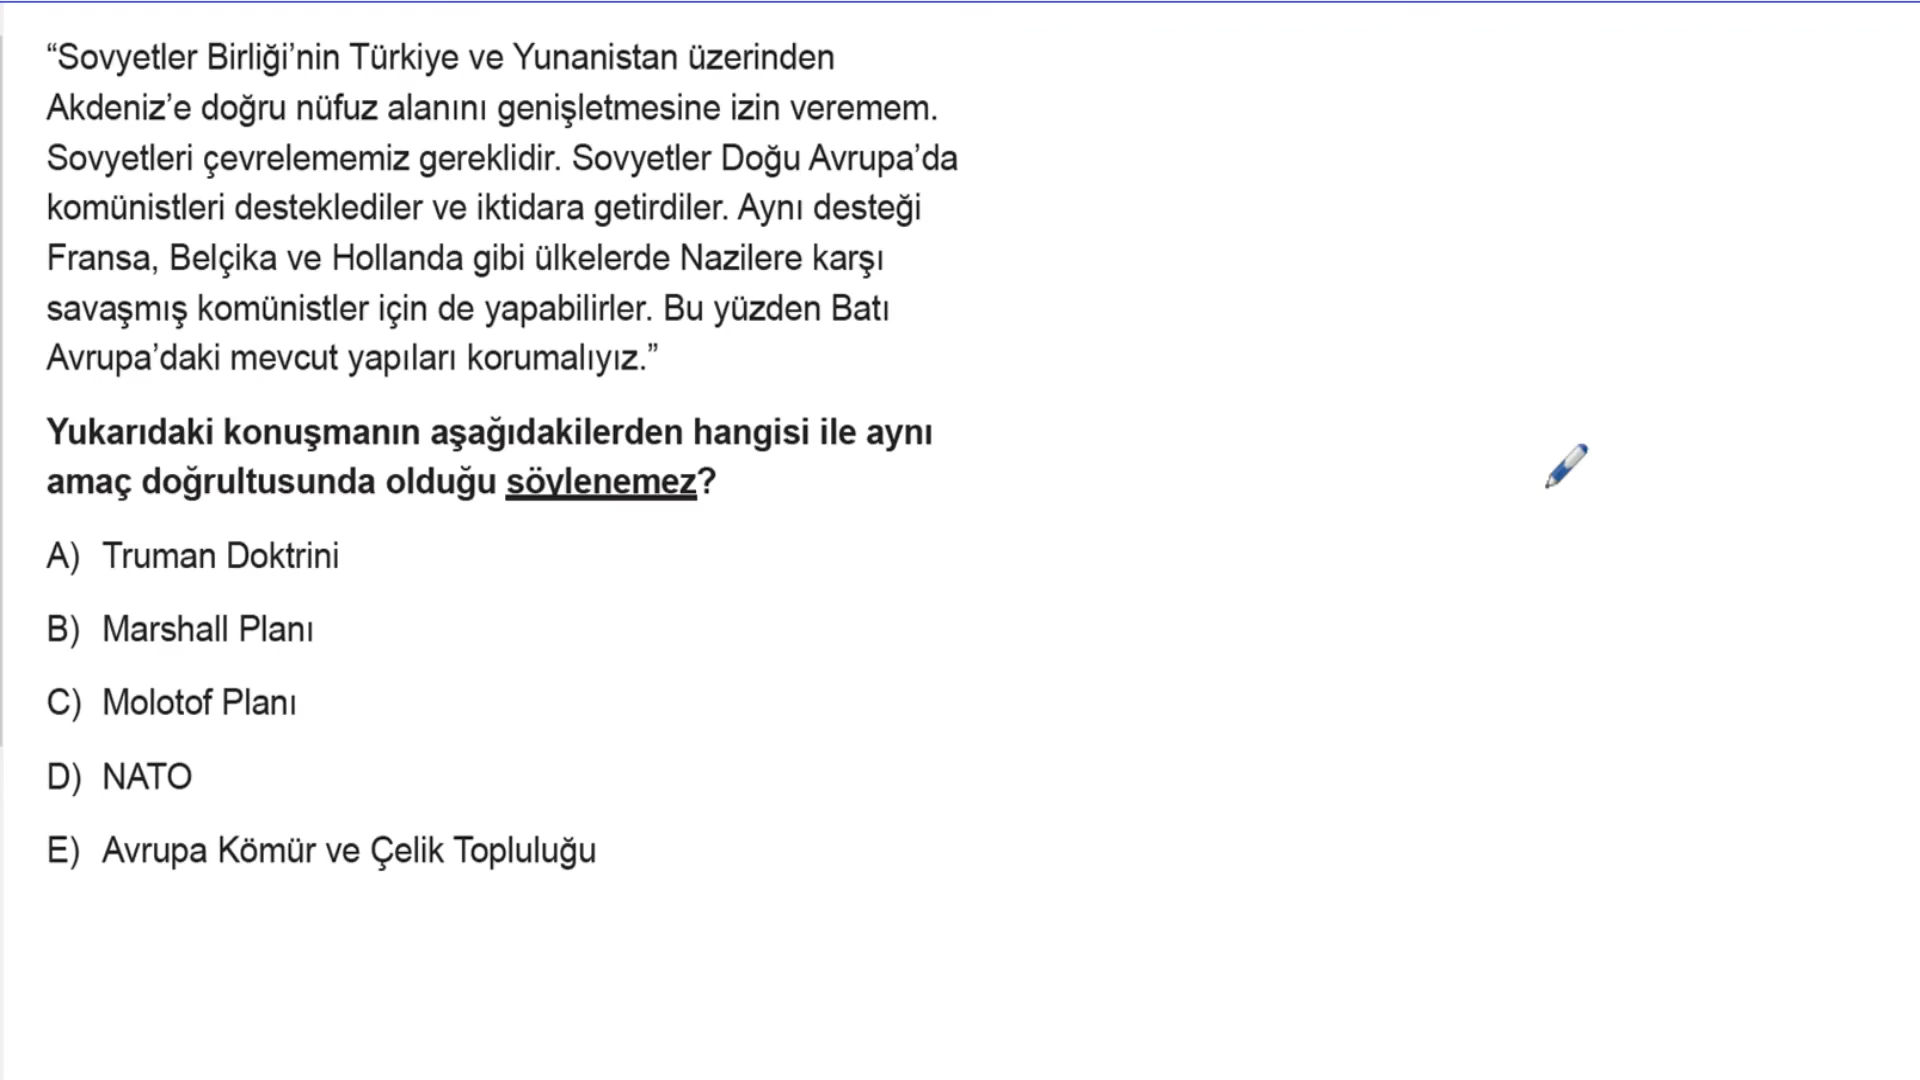 “Sovyetler Birliği’nin Türkiye ve Yunanistan üzerinden
Akdeniz’e doğru nüfuz alanını genişletmesine izin veremem.
Sovyetleri çevrelememiz gereklidir. Sovyetler Doğu Avrupa’da
komünistleri desteklediler ve iktidara getirdiler. Aynı desteği
Fransa, Belçika ve Hollanda gibi ülkelerde Nazilere karşı
savaşmış komünistler için de yapabilirler. Bu yüzden Batı
Avrupa’daki mevcut yapıları korumalıyız.”
Yukarıdaki konuşmanın aşağıdakilerden hangisi ile aynı
amaç doğrultusunda olduğu söylenemez?
A) Truman Doktrini
B) Marshall Planı
C) Molotof Planı
D) NATO
E) Avrupa Kömür ve Çelik Topluluğu